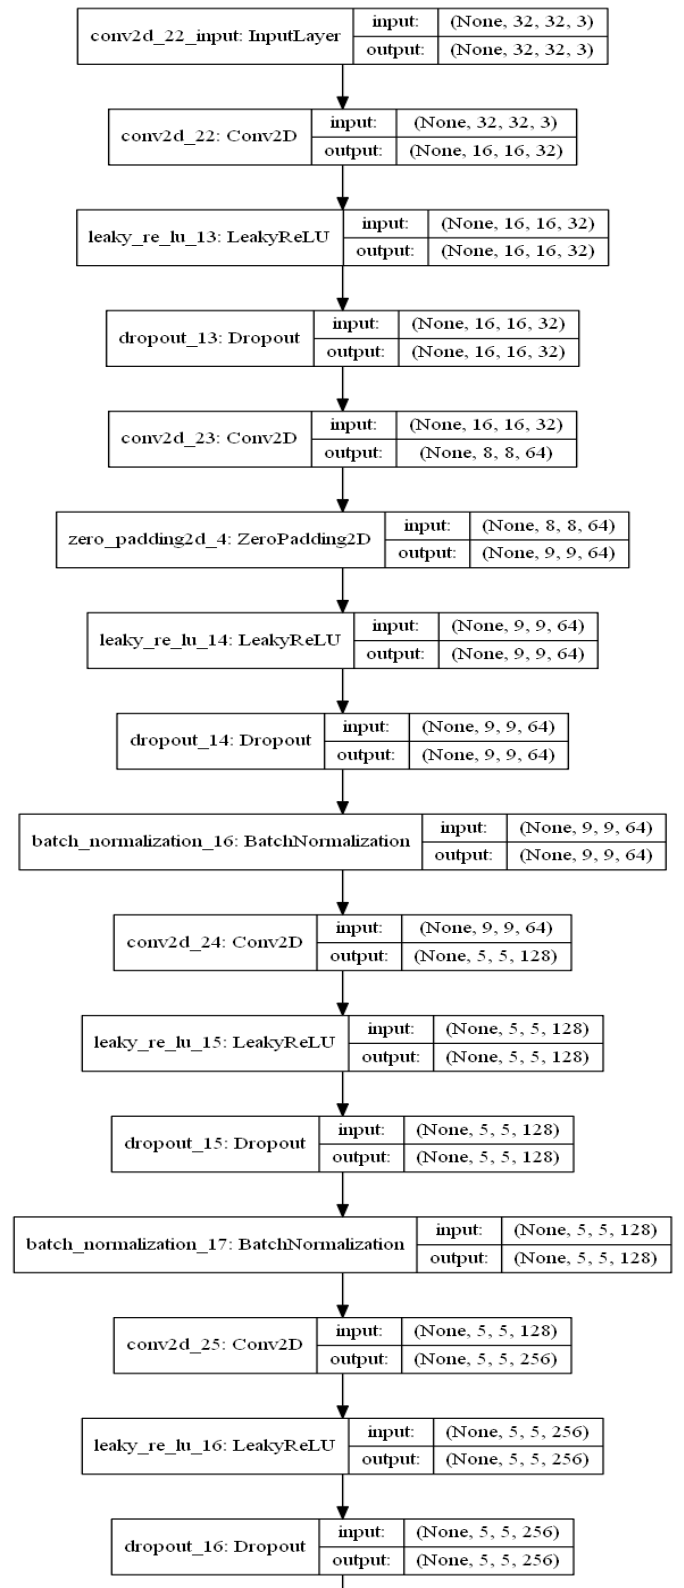 conv2d_22_input: InputLayer input: (None, 32, 32, 3)
output: (None, 32, 32, 3)
conv2d_22: Conv2D input: (None, 32, 32, 3)
output: (None, 16, 16, 32)
leaky_re_lu_13: LeakyReLU input: (None, 16, 16, 32)
output: (None, 16, 16, 32)
dropout_13: Dropout input: (None, 16, 16, 32)
output: (None, 16, 16, 32)
conv2d_23: Conv2D input: (None, 16, 16, 32)
output: (None, 8, 8, 64)
zero_padding2d_4: ZeroPadding2D input: (None, 8, 8, 64)
output: (None, 9, 9, 64)
leaky_re_lu_14: LeakyReLU input: (None, 9, 9, 64)
output: (None, 9, 9, 64)
dropout_14: Dropout input: (None, 9, 9, 64)
output: (None, 9, 9, 64)
batch_normalization_16: BatchNormalization input: (None, 9, 9, 64)
output: (None, 9, 9, 64)
conv2d_24: Conv2D input: (None, 9, 9, 64)
output: (None, 5, 5, 128)
leaky_re_lu_15: LeakyReLU input: (None, 5, 5, 128)
output: (None, 5, 5, 128)
dropout_15: Dropout input: (None, 5, 5, 128)
output: (None, 5, 5, 128)
batch_normalization_17: BatchNormalization input: (None, 5, 5, 128)
output: (None, 5, 5, 128)
conv2d_25: Conv2D input: (None, 5, 5, 128)
output: (None, 5, 5, 256)
leaky_re_lu_16: LeakyReLU input: (None, 5, 5, 256)
output: (None, 5, 5, 256)
dropout_16: Dropout input: (None, 5, 5, 256)
output: (None, 5, 5, 256)